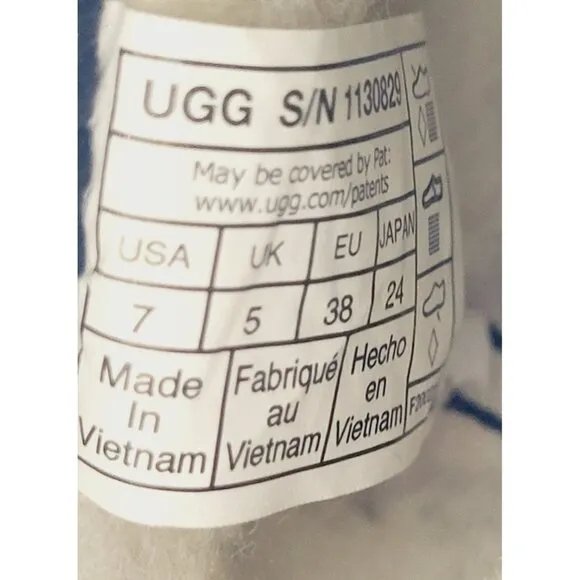 UGG S/N 1130829
May be covered by Pat:
www.ugg.com/patents
USA UK EU JAPAN
7 5 38 24
Made In Vietnam
Fabriqué au Vietnam
Hecho en Vietnam